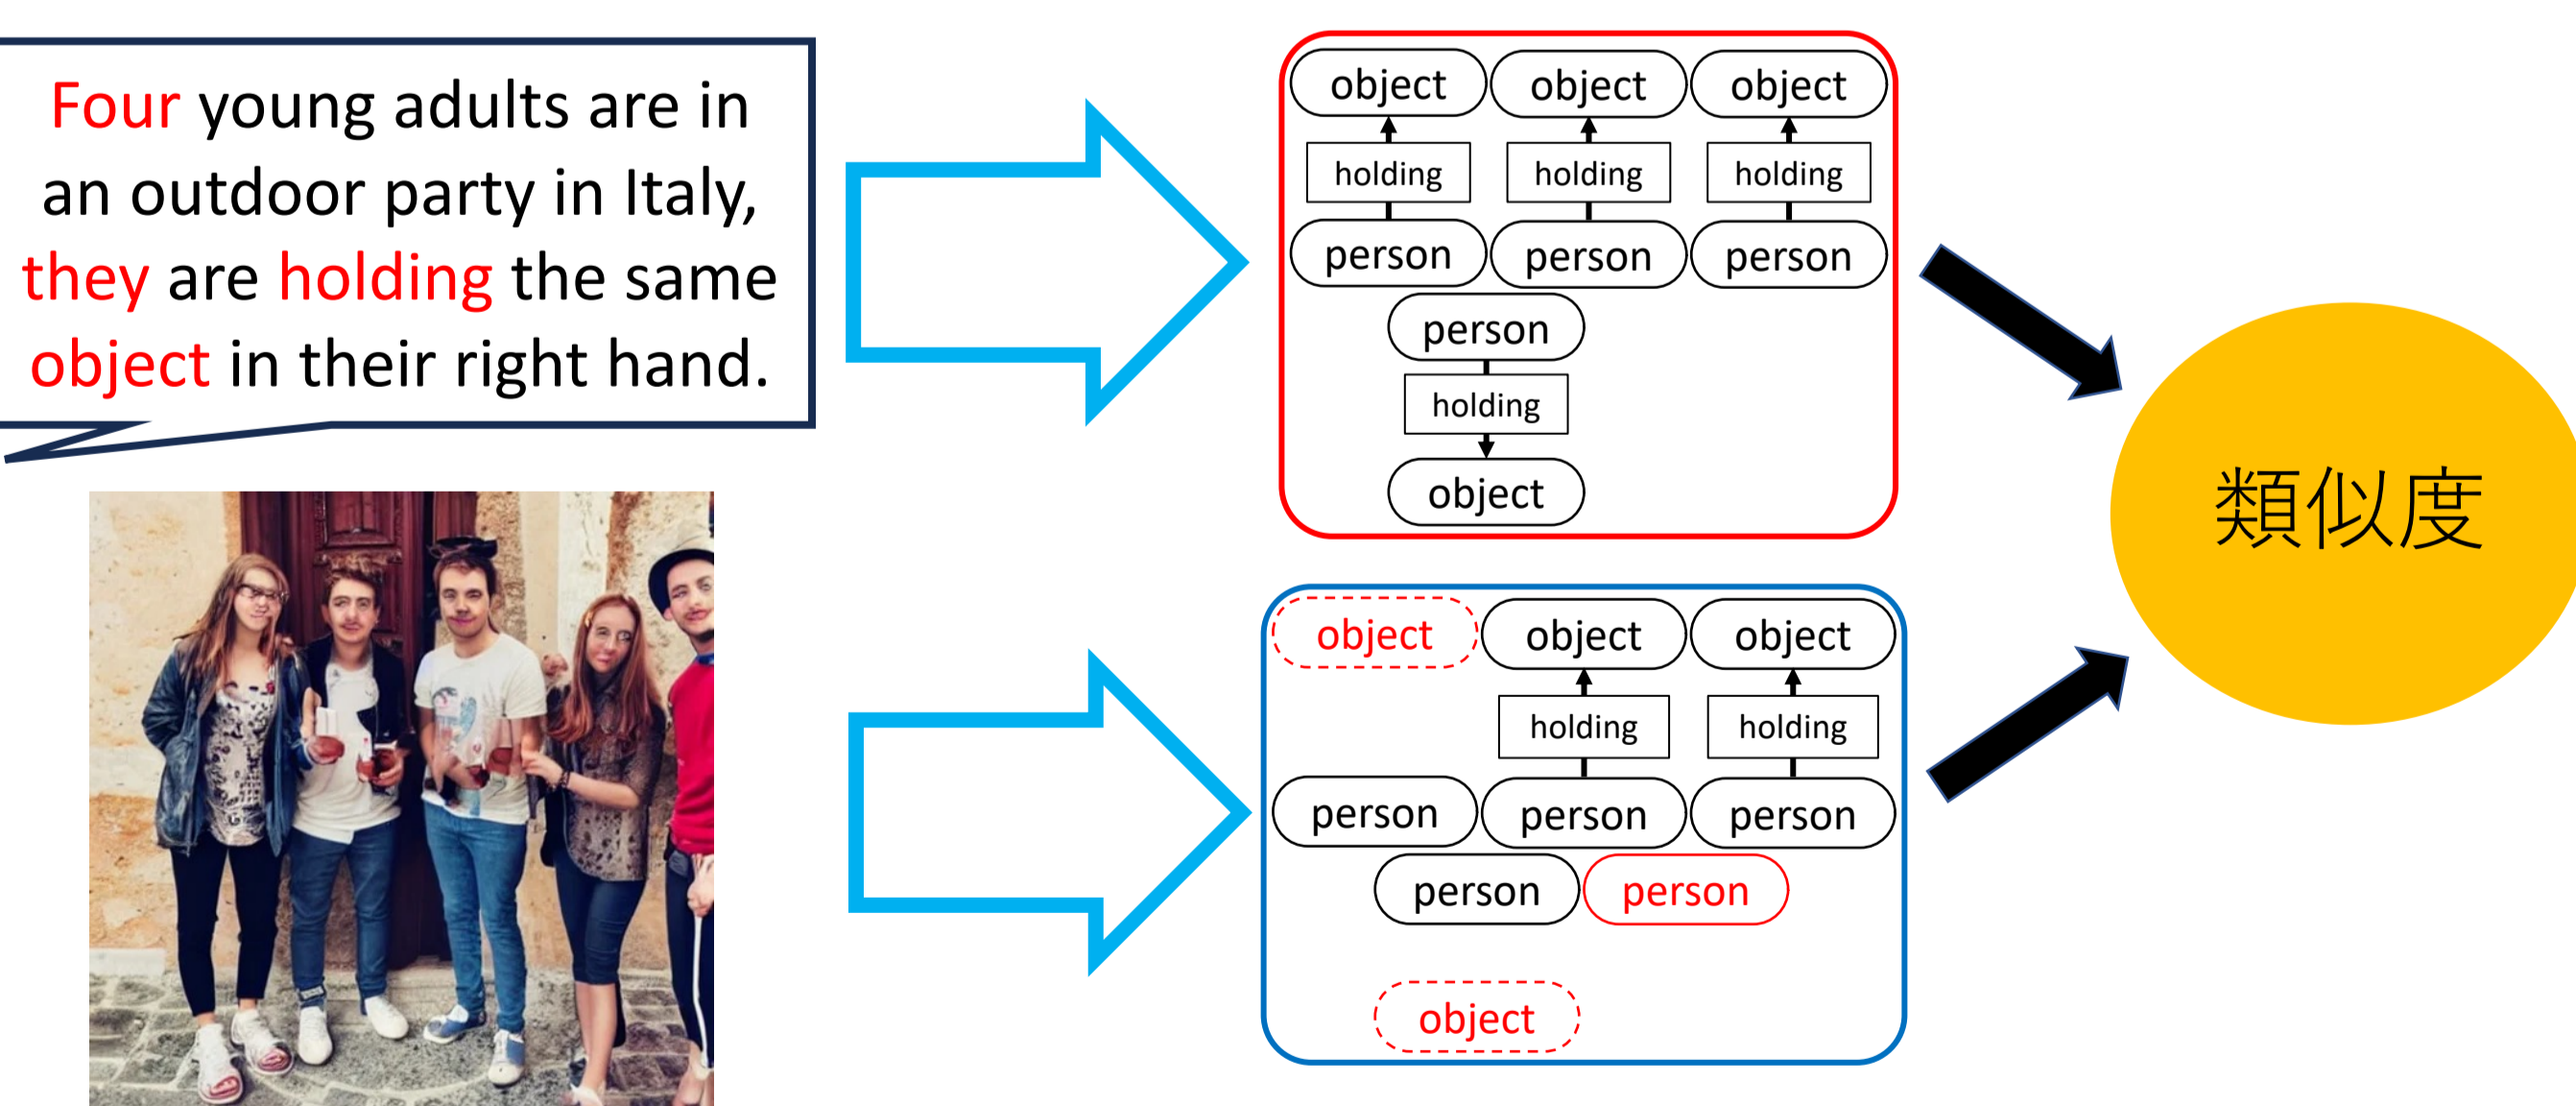 Four young adults are in
an outdoor party in Italy,
they are holding the same
object in their right hand.
object object object
holding holding holding
person person person
person
holding
object
object object object
holding holding
person person person
person person
object
類似度